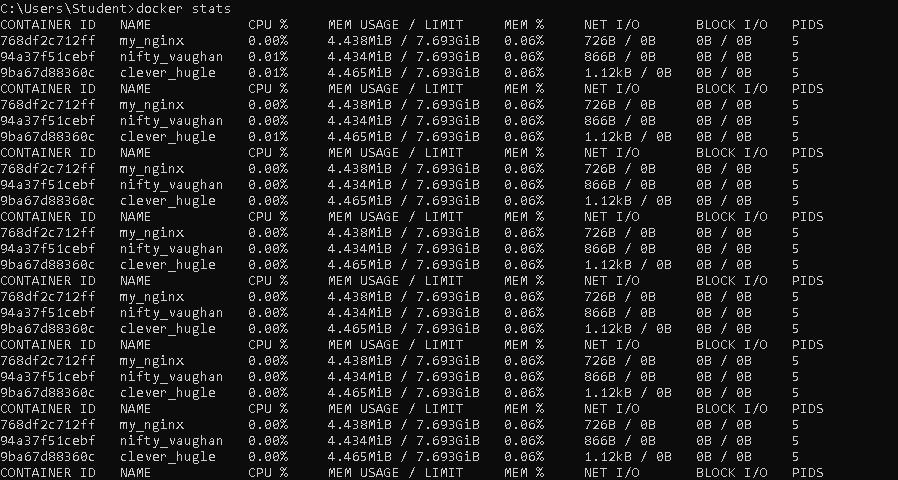 C:\Users\Student>docker stats
CONTAINER ID   NAME            CPU %     MEM USAGE / LIMIT     MEM %     NET I/O       BLOCK I/O   PIDS
768df2c712ff   my_nginx        0.00%     4.438MiB / 7.693GiB   0.06%     726B / 0B     0B / 0B     5
94a37f51cebf   nifty_vaughan   0.01%     4.434MiB / 7.693GiB   0.06%     866B / 0B     0B / 0B     5
9ba67d88360c   clever_hugle    0.01%     4.465MiB / 7.693GiB   0.06%     1.12kB / 0B   0B / 0B     5
CONTAINER ID   NAME            CPU %     MEM USAGE / LIMIT     MEM %     NET I/O       BLOCK I/O   PIDS
768df2c712ff   my_nginx        0.00%     4.438MiB / 7.693GiB   0.06%     726B / 0B     0B / 0B     5
94a37f51cebf   nifty_vaughan   0.00%     4.434MiB / 7.693GiB   0.06%     866B / 0B     0B / 0B     5
9ba67d88360c   clever_hugle    0.01%     4.465MiB / 7.693GiB   0.06%     1.12kB / 0B   0B / 0B     5
CONTAINER ID   NAME            CPU %     MEM USAGE / LIMIT     MEM %     NET I/O       BLOCK I/O   PIDS
768df2c712ff   my_nginx        0.00%     4.438MiB / 7.693GiB   0.06%     726B / 0B     0B / 0B     5
94a37f51cebf   nifty_vaughan   0.00%     4.434MiB / 7.693GiB   0.06%     866B / 0B     0B / 0B     5
9ba67d88360c   clever_hugle    0.00%     4.465MiB / 7.693GiB   0.06%     1.12kB / 0B   0B / 0B     5
CONTAINER ID   NAME            CPU %     MEM USAGE / LIMIT     MEM %     NET I/O       BLOCK I/O   PIDS
768df2c712ff   my_nginx        0.00%     4.438MiB / 7.693GiB   0.06%     726B / 0B     0B / 0B     5
94a37f51cebf   nifty_vaughan   0.00%     4.434MiB / 7.693GiB   0.06%     866B / 0B     0B / 0B     5
9ba67d88360c   clever_hugle    0.00%     4.465MiB / 7.693GiB   0.06%     1.12kB / 0B   0B / 0B     5
CONTAINER ID   NAME            CPU %     MEM USAGE / LIMIT     MEM %     NET I/O       BLOCK I/O   PIDS
768df2c712ff   my_nginx        0.00%     4.438MiB / 7.693GiB   0.06%     726B / 0B     0B / 0B     5
94a37f51cebf   nifty_vaughan   0.00%     4.434MiB / 7.693GiB   0.06%     866B / 0B     0B / 0B     5
9ba67d88360c   clever_hugle    0.00%     4.465MiB / 7.693GiB   0.06%     1.12kB / 0B   0B / 0B     5
CONTAINER ID   NAME            CPU %     MEM USAGE / LIMIT     MEM %     NET I/O       BLOCK I/O   PIDS
768df2c712ff   my_nginx        0.00%     4.438MiB / 7.693GiB   0.06%     726B / 0B     0B / 0B     5
94a37f51cebf   nifty_vaughan   0.00%     4.434MiB / 7.693GiB   0.06%     866B / 0B     0B / 0B     5
9ba67d88360c   clever_hugle    0.00%     4.465MiB / 7.693GiB   0.06%     1.12kB / 0B   0B / 0B     5
CONTAINER ID   NAME            CPU %     MEM USAGE / LIMIT     MEM %     NET I/O       BLOCK I/O   PIDS
768df2c712ff   my_nginx        0.00%     4.438MiB / 7.693GiB   0.06%     726B / 0B     0B / 0B     5
94a37f51cebf   nifty_vaughan   0.00%     4.434MiB / 7.693GiB   0.06%     866B / 0B     0B / 0B     5
9ba67d88360c   clever_hugle    0.00%     4.465MiB / 7.693GiB   0.06%     1.12kB / 0B   0B / 0B     5
CONTAINER ID   NAME            CPU %     MEM USAGE / LIMIT     MEM %     NET I/O       BLOCK I/O   PIDS